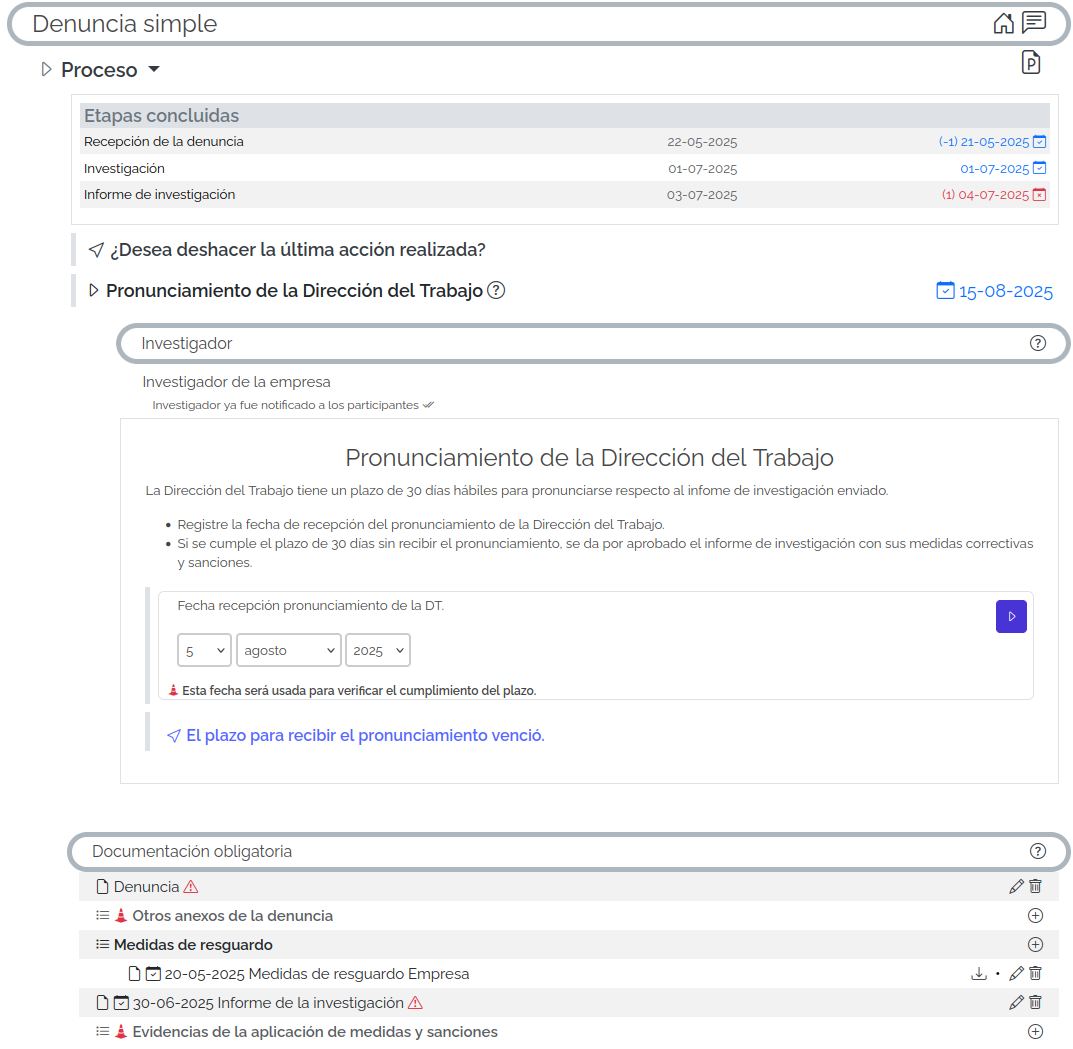 Denuncia simple
Proceso
P
Etapas concluidas
Recepción de la denuncia 22-05-2025 (-1) 21-05-2025
Investigación 01-07-2025 01-07-2025
Informe de investigación 03-07-2025 (1) 04-07-2025
¿Desea deshacer la última acción realizada?
Pronunciamiento de la Dirección del Trabajo ? 15-08-2025
Investigador ?
Investigador de la empresa
Investigador ya fue notificado a los participantes
Pronunciamiento de la Dirección del Trabajo
La Dirección del Trabajo tiene un plazo de 30 días hábiles para pronunciarse respecto al infome de investigación enviado.
• Registre la fecha de recepción del pronunciamiento de la Dirección del Trabajo.
• Si se cumple el plazo de 30 días sin recibir el pronunciamiento, se da por aprobado el informe de investigación con sus medidas correctivas
y sanciones.
Fecha recepción pronunciamiento de la DT.
5 agosto 2025
Esta fecha será usada para verificar el cumplimiento del plazo.
El plazo para recibir el pronunciamiento venció.
Documentación obligatoria ?
Denuncia
Otros anexos de la denuncia
Medidas de resguardo
20-05-2025 Medidas de resguardo Empresa
30-06-2025 Informe de la investigación
Evidencias de la aplicación de medidas y sanciones